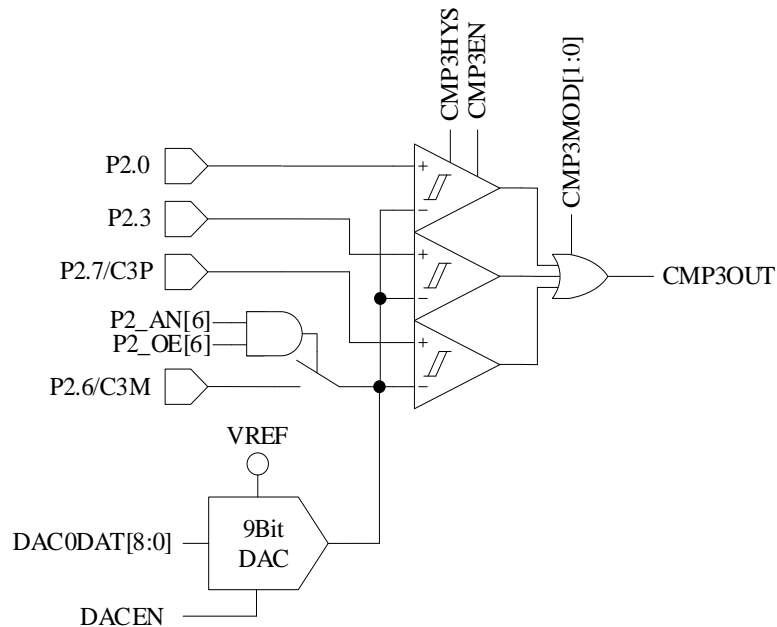 CMP3HYS
CMP3EN
CMP3MOD[1:0]
P2.0
+
−
P2.3
+
−
P2.7/C3P
+
−
CMP3OUT
P2_AN[6]
P2_OE[6]
P2.6/C3M
VREF
DAC0DAT[8:0]
9Bit
DAC
DACEN